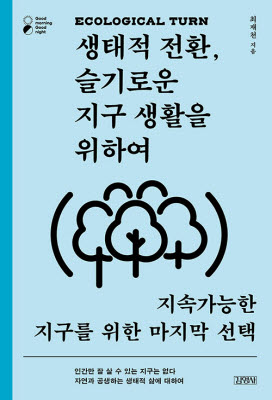 Good
morning
Good
night
ECOLOGICAL TURN
생태적 전환,
슬기로운
지구 생활을
위하여
최재천 지음
지속가능한
지구를 위한 마지막 선택
인간만 잘 살 수 있는 지구는 없다
자연과 공생하는 생태적 삶에 대하여
김영사